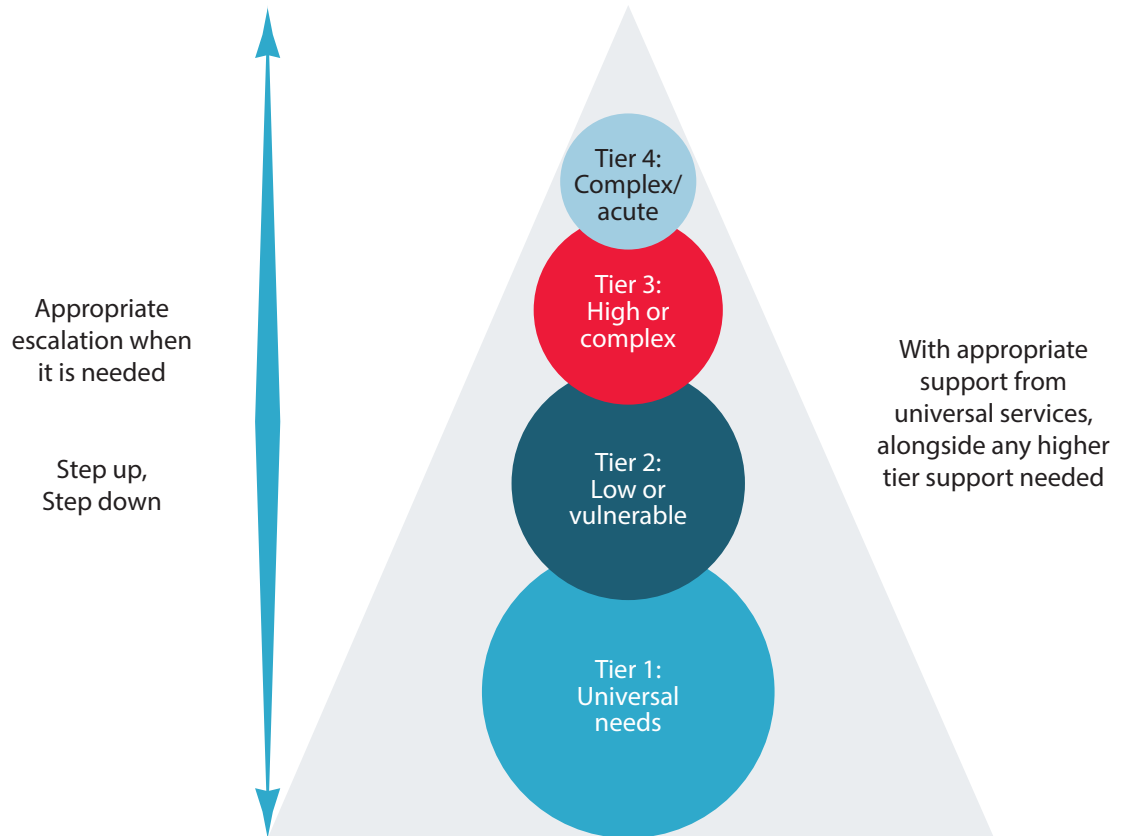 Tier 4:
Complex/
acute
Tier 3:
High or
complex
Appropriate
escalation when
it is needed
With appropriate
support from
universal services,
alongside any higher
tier support needed
Step up,
Step down
Tier 2:
Low or
vulnerable
Tier 1:
Universal
needs